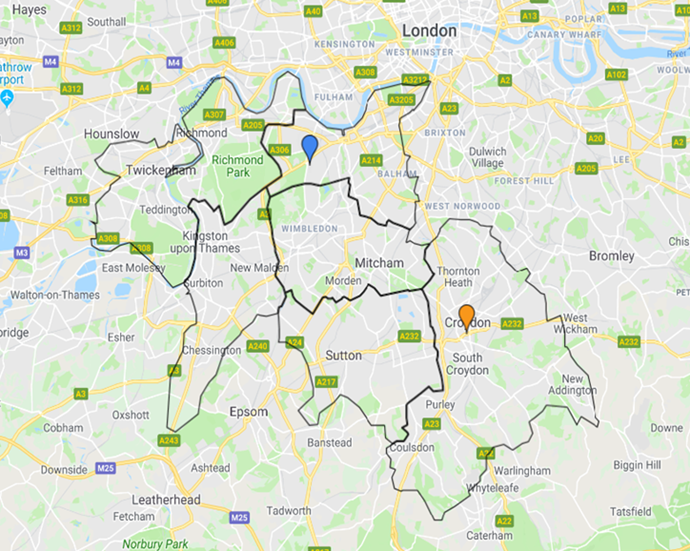 Hayes
Southall
A312
A40
A13
POPLAR
A13
London
A406
KENSINGTON
WESTMINSTER
CANARY WHARF
M4
M4
A308
A3212
A2
A102
A312
A4
FULHAM
A3205
A23
A307
A205
Hounslow
Richmond
BRIXTON
A20
LEE
A306
A214
Dulwich
Village
A205
Richmond
Park
Twickenham
Feltham
BALHAM
FOREST HILL
A316
Teddington
A3
WEST NORWOOD
WIMBLEDON
A308
A308
Kingston
upon Thames
M3
Bromley
East Molesey
New Malden
Mitcham
Thornton
Heath
Surbiton
Morden
Walton-on-Thames
Croydon
A232
West
Wickham
Esher
A240
A24
A232
A232
Chessington
Sutton
South
Croydon
A3
A217
New
Addington
A3
Oxshott
Epsom
Purley
Cobham
A243
A23
Downe
Banstead
Coulsdon
A22
Downside
M25
Ashtead
Warlingham
Biggin Hill
Whyteleafe
Leatherhead
Fetcham
M25
Tadworth
A22
Tatsfield
Norbury Park
Caterham